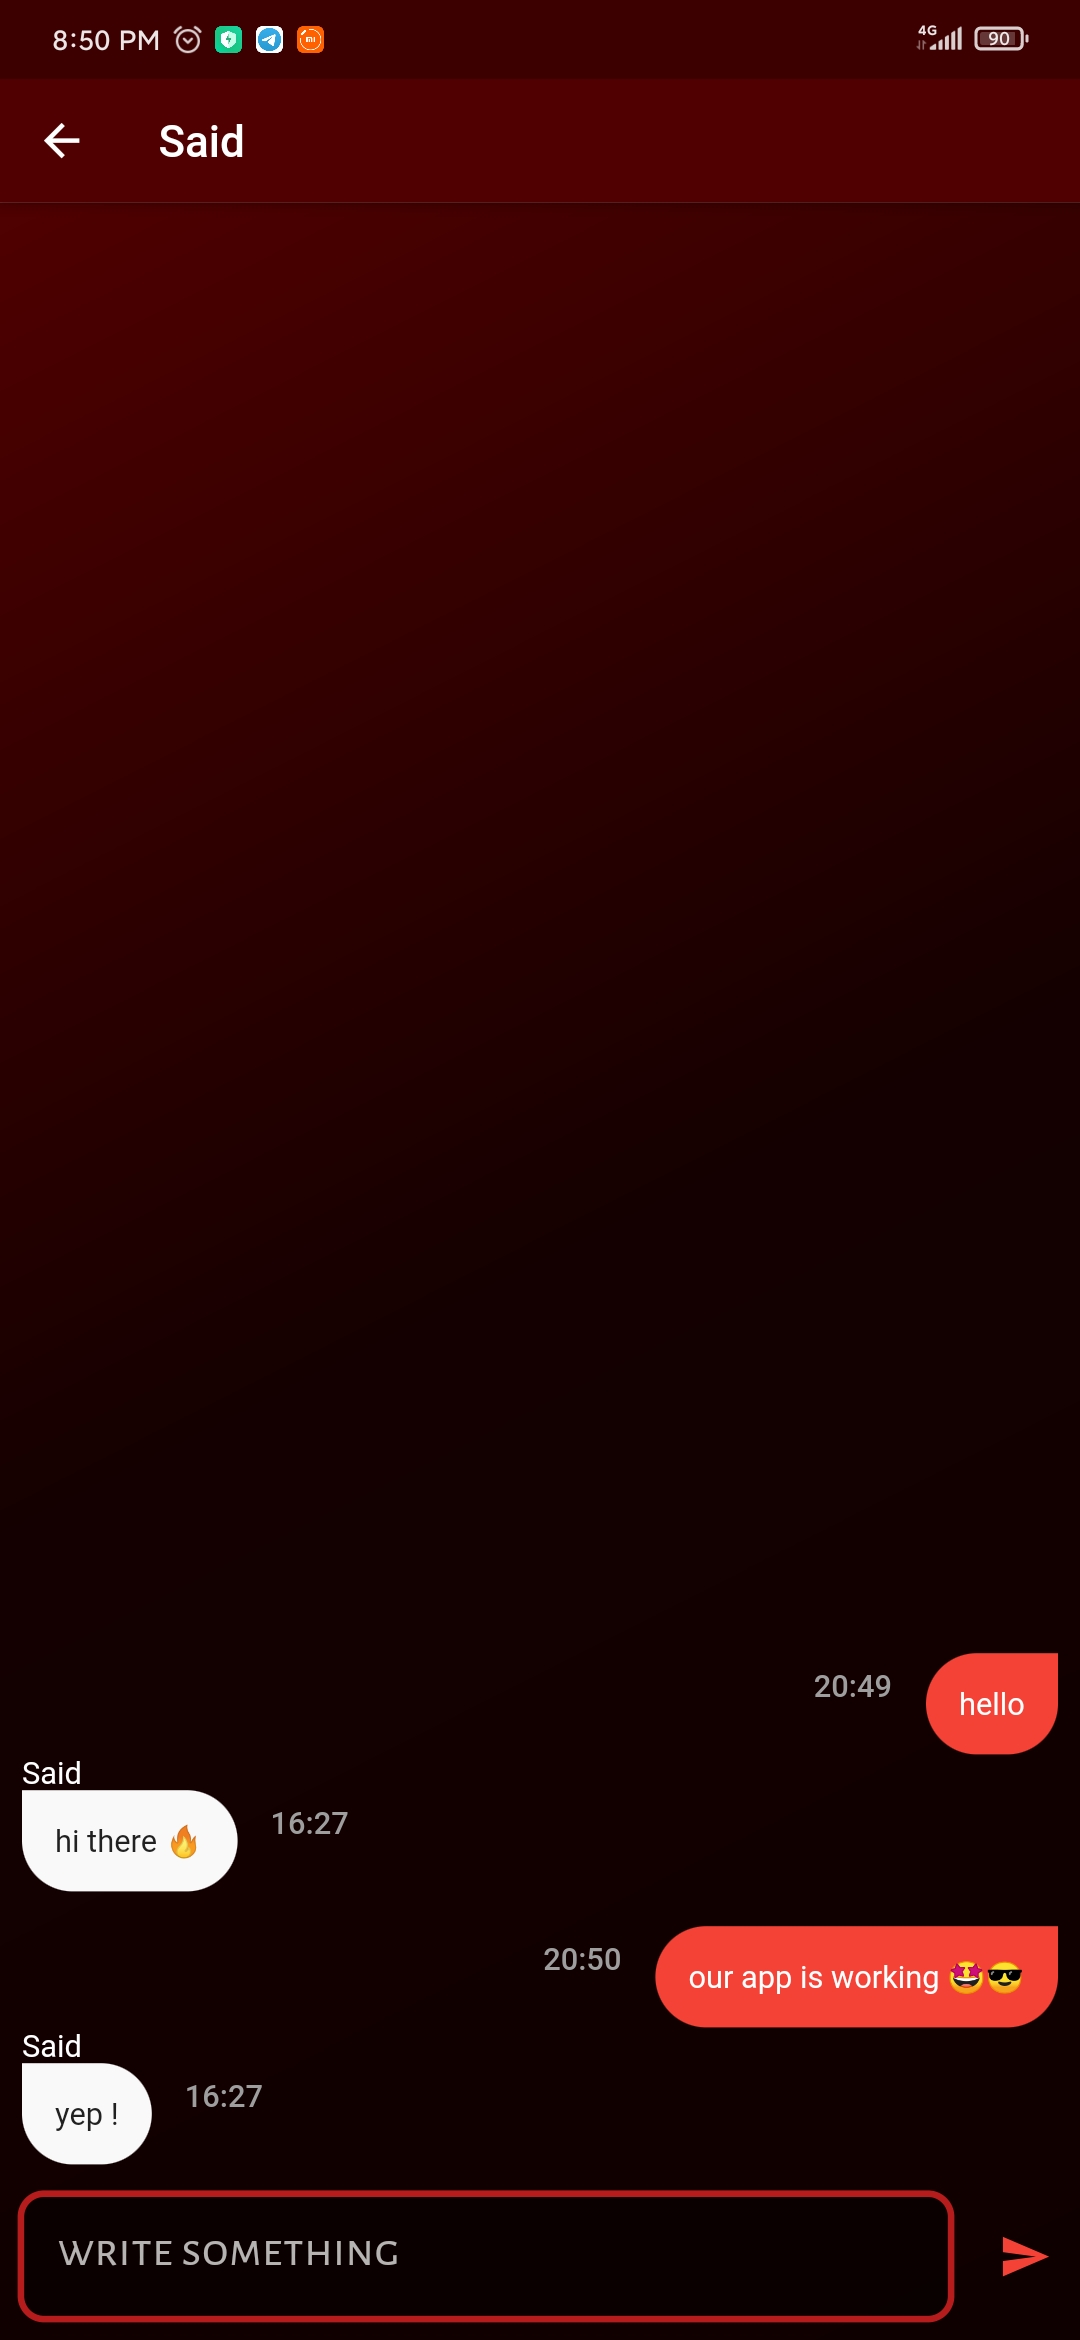 8:50 PM 4G 90
Said
20:49 hello
Said
hi there 🔥 16:27
20:50 our app is working 🤩😎
Said
yep ! 16:27
WRITE SOMETHING